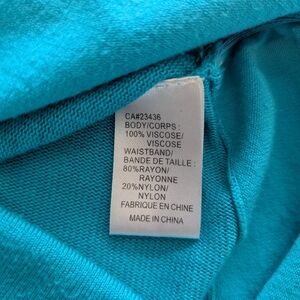 CA#23436
BODY/CORPS :
100% VISCOSE/
VISCOSE
WAISTBAND/
BANDE DE TAILLE :
80%RAYON/
RAYONNE
20%NYLON/
NYLON
FABRIQUE EN CHINE
MADE IN CHINA